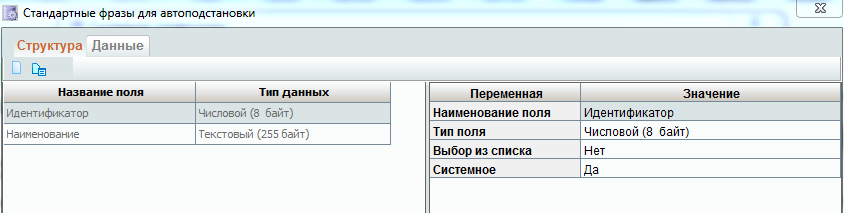 Стандартные фразы для автоподстановки
Структура Данные
Название поля Тип данных
Идентификатор Числовой (8 байт)
Наименование Текстовый (255 байт)
Переменная Значение
Наименование поля Идентификатор
Тип поля Числовой (8 байт)
Выбор из списка Нет
Системное Да